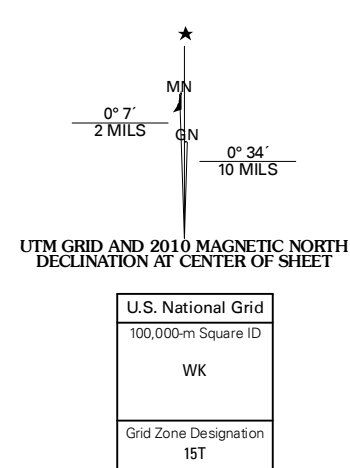 MN
0° 7´
2 MILS
GN
0° 34´
10 MILS
UTM GRID AND 2010 MAGNETIC NORTH
DECLINATION AT CENTER OF SHEET
U.S. National Grid
100,000-m Square ID
WK
Grid Zone Designation
15T